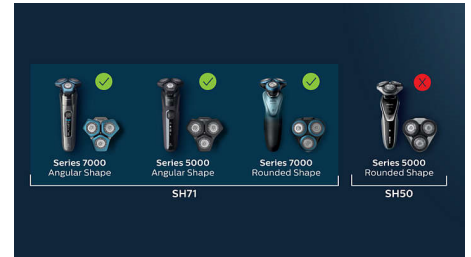 Series 7000
Angular Shape
Series 5000
Angular Shape
Series 7000
Rounded Shape
Series 5000
Rounded Shape
SH71
SH50